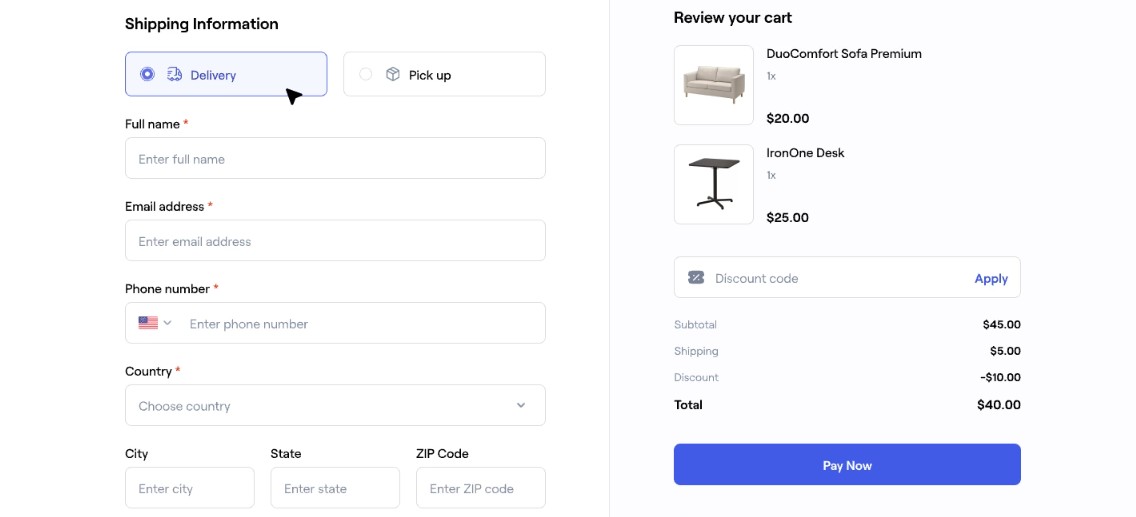 Shipping Information
Delivery
Pick up
Full name *
Enter full name
Email address *
Enter email address
Phone number *
Enter phone number
Country *
Choose country
City State ZIP Code
Enter city Enter state Enter ZIP code
Review your cart
DuoComfort Sofa Premium
1x
$20.00
IronOne Desk
1x
$25.00
Discount code Apply
Subtotal $45.00
Shipping $5.00
Discount -$10.00
Total $40.00
Pay Now